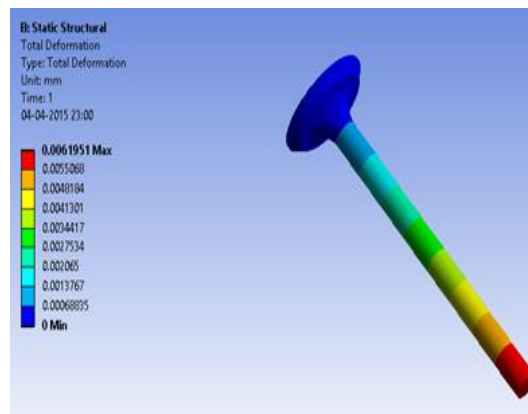 B: Static Structural
Total Deformation
Type: Total Deformation
Unit: mm
Time: 1
04-04-2015 23:00
0.0061951 Max
0.0055068
0.0048184
0.0041301
0.0034417
0.0027534
0.002065
0.0013767
0.00068835
0 Min